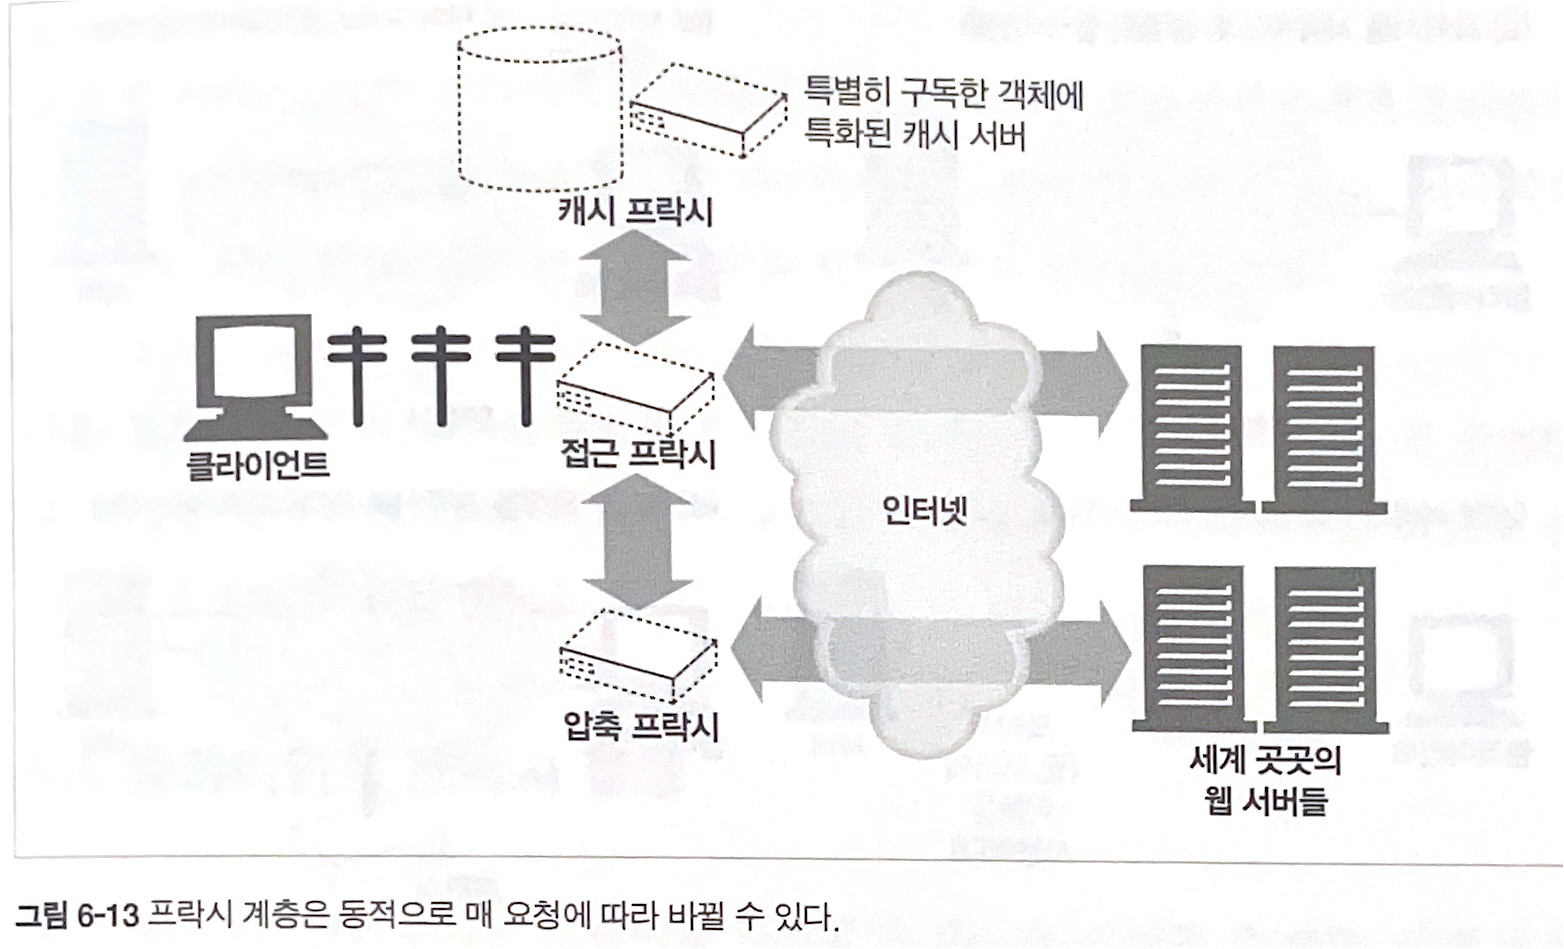 특별히 구독한 객체에
특화된 캐시 서버
캐시 프락시
클라이언트
접근 프락시
인터넷
압축 프락시
세계 곳곳의
웹 서버들
그림 6-13 프락시 계층은 동적으로 매 요청에 따라 바뀔 수 있다.